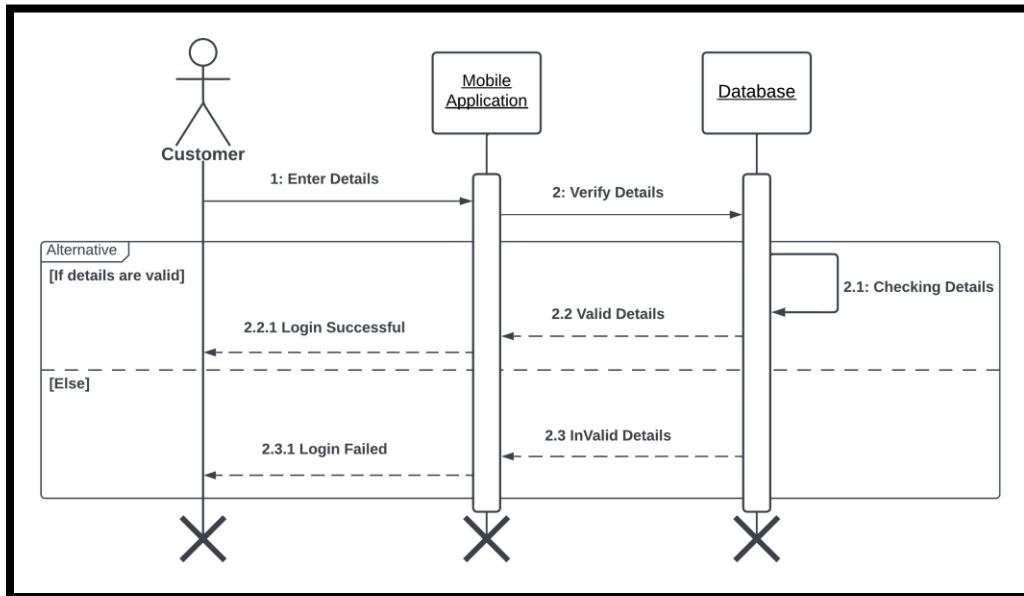 Mobile
Application
Database
Customer
1: Enter Details
2: Verify Details
Alternative
[If details are valid]
2.1: Checking Details
2.2 Valid Details
2.2.1 Login Successful
[Else]
2.3 InValid Details
2.3.1 Login Failed